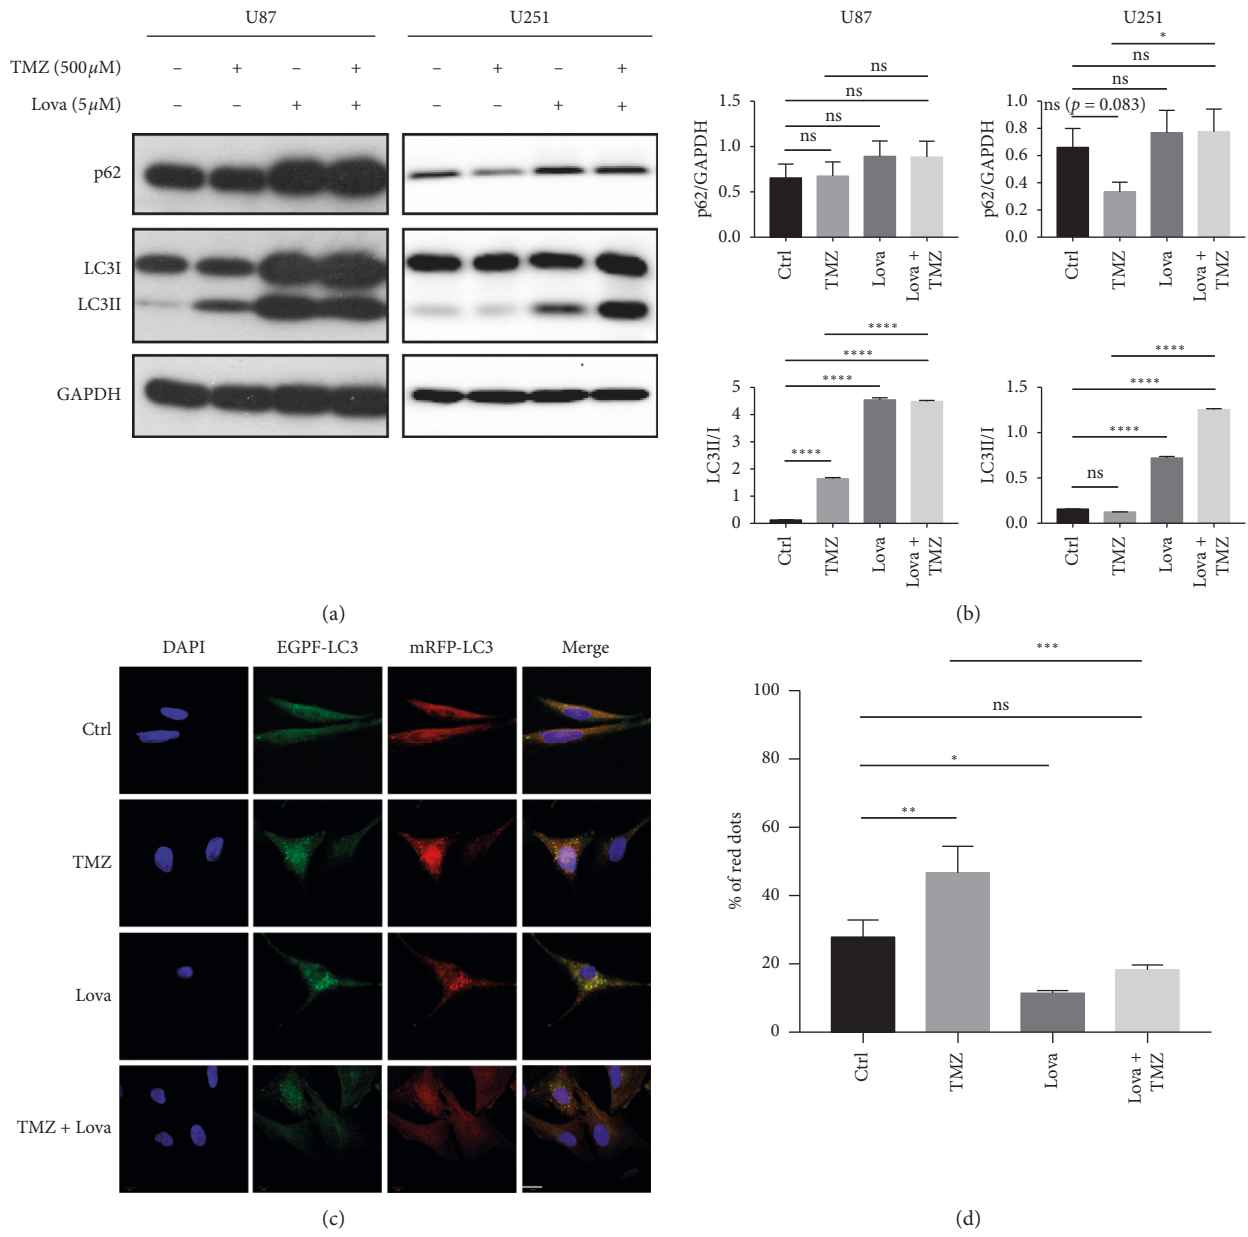 U87 U251
TMZ (500μM) – + – + – + – +
Lova (5μM) – – + + – – + +
p62
LC3I
LC3II
GAPDH
(a)
U87 U251
p62/GAPDH
1.5
1.0
0.5
0.0
ns
ns
ns
ns
Ctrl
TMZ
Lova
Lova +
TMZ
p62/GAPDH
1.0
0.8
0.6
0.4
0.2
0.0
*
ns
ns
ns (p = 0.083)
Ctrl
TMZ
Lova
Lova +
TMZ
LC3II/I
5
4
3
2
1
0
****
****
****
****
Ctrl
TMZ
Lova
Lova +
TMZ
LC3II/I
1.5
1.0
0.5
0.0
****
****
****
ns
Ctrl
TMZ
Lova
Lova +
TMZ
(b)
DAPI EGPF-LC3 mRFP-LC3 Merge
Ctrl
TMZ
Lova
TMZ + Lova
(c)
% of red dots
100
80
60
40
20
0
***
ns
*
**
Ctrl
TMZ
Lova
Lova +
TMZ
(d)